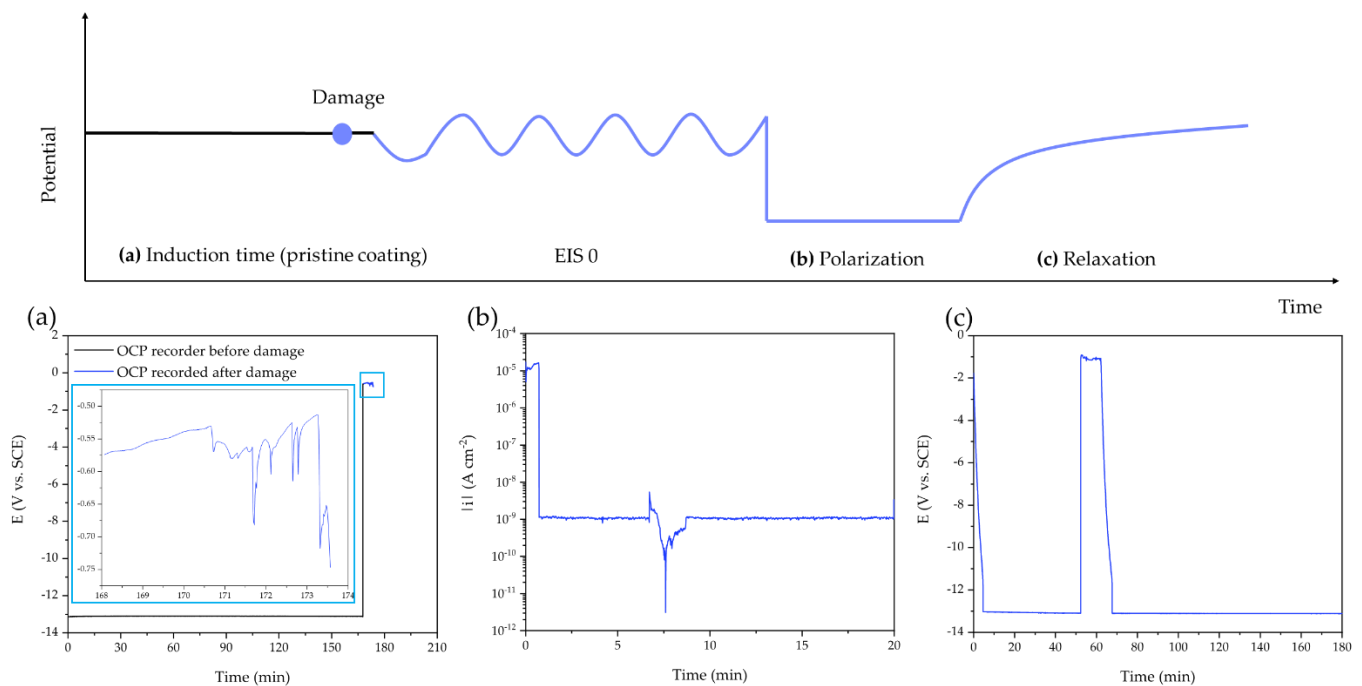 Damage
Potential
(a) Induction time (pristine coating)
EIS 0
(b) Polarization
(c) Relaxation
Time
(a)
2
0
-2
-4
-6
-8
-10
-12
-14
E (V vs. SCE)
OCP recorder before damage
OCP recorded after damage
-0.50
-0.55
-0.60
-0.65
-0.70
-0.75
168 169 170 171 172 173 174
0 30 60 90 120 150 180 210
Time (min)
(b)
10-4
10-5
10-6
10-7
10-8
10-9
10-10
10-11
10-12
|i| (A cm-2)
0 5 10 15 20
Time (min)
(c)
0
-2
-4
-6
-8
-10
-12
-14
E (V vs. SCE)
0 20 40 60 80 100 120 140 160 180
Time (min)